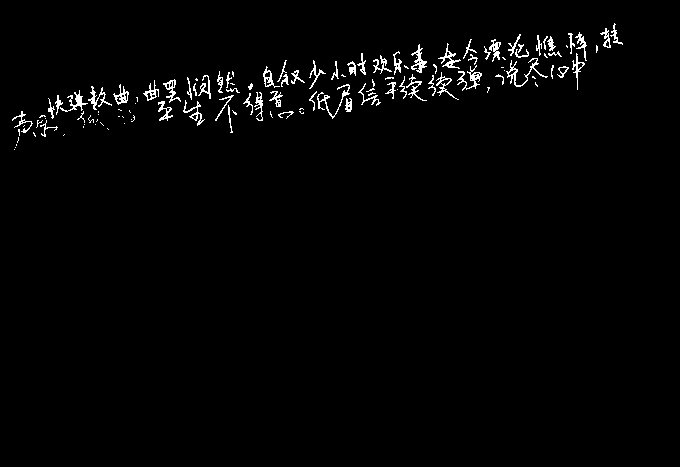 快弹数曲,曲罢悯然。自叙少小时欢乐事,今漂沦憔悴,转
声思,似诉平生不得意。低眉信手续续弹,说尽心中